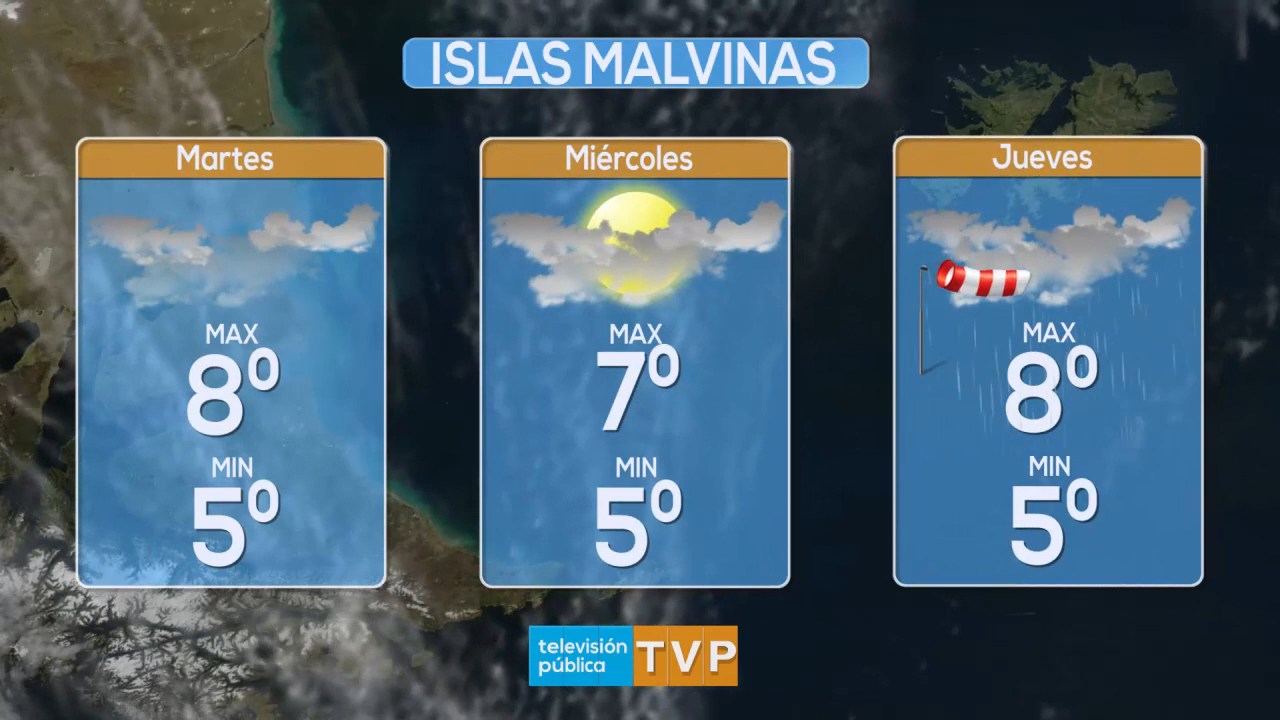 ISLAS MALVINAS
Martes
MAX
8º
MIN
5º
Miércoles
MAX
7º
MIN
5º
Jueves
MAX
8º
MIN
5º
televisión
pública
TVP